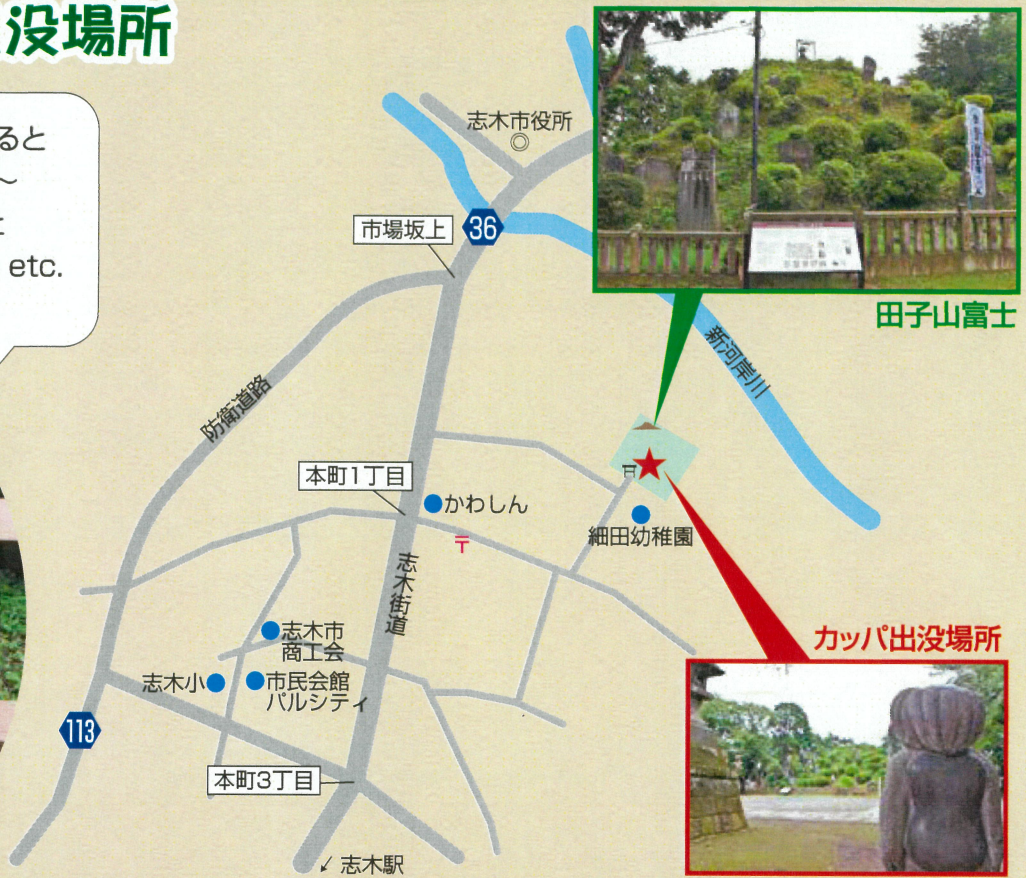 没場所
ると
～
etc.
志木市役所
市場坂上
36
田子山富士
新河岸川
防衛道路
本町1丁目
かわしん
〒
細田幼稚園
志木街道
志木市
商工会
カッパ出没場所
志木小
市民会館
パルシティ
113
本町3丁目
↙ 志木駅